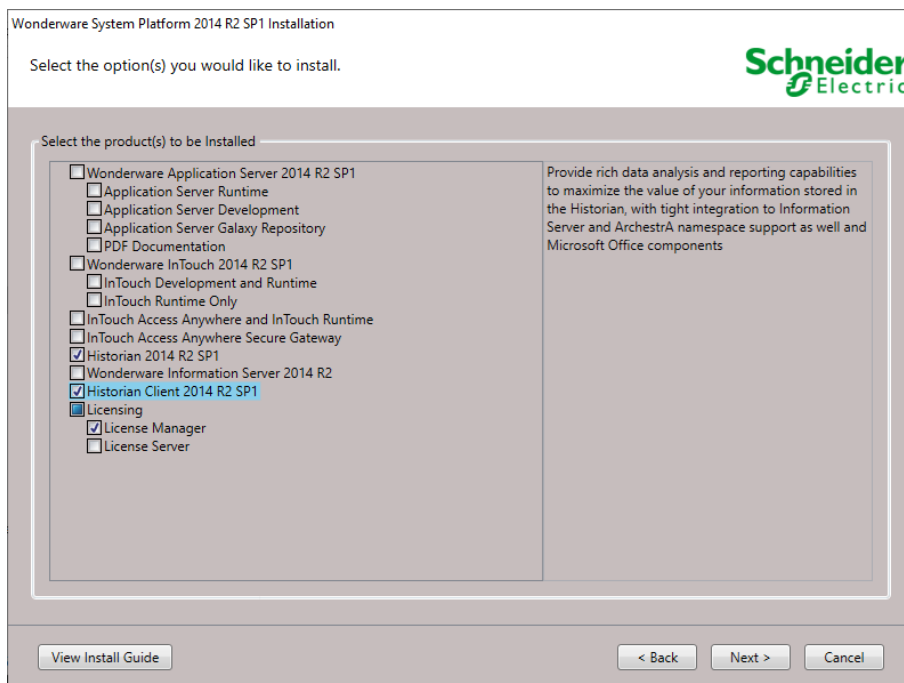 Wonderware System Platform 2014 R2 SP1 Installation
Select the option(s) you would like to install.
Schneider
Electric
Select the product(s) to be Installed
Wonderware Application Server 2014 R2 SP1
Application Server Runtime
Application Server Development
Application Server Galaxy Repository
PDF Documentation
Wonderware InTouch 2014 R2 SP1
InTouch Development and Runtime
InTouch Runtime Only
InTouch Access Anywhere and InTouch Runtime
InTouch Access Anywhere Secure Gateway
Historian 2014 R2 SP1
Wonderware Information Server 2014 R2
Historian Client 2014 R2 SP1
Licensing
License Manager
License Server
Provide rich data analysis and reporting capabilities
to maximize the value of your information stored in
the Historian, with tight integration to Information
Server and ArchestrA namespace support as well and
Microsoft Office components
View Install Guide
< Back
Next >
Cancel